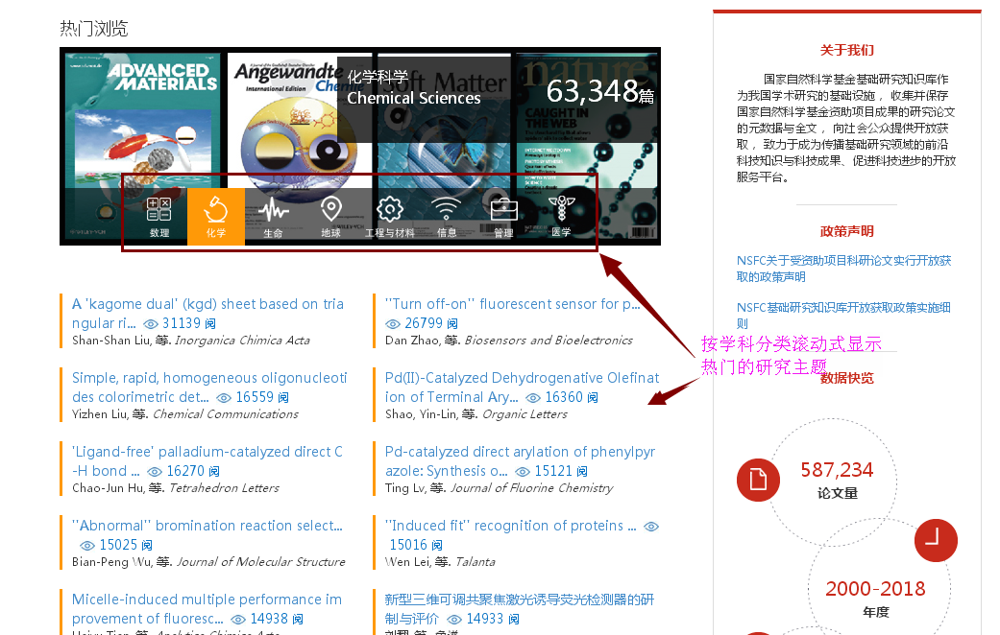 热门浏览
ADVANCED
MATERIALS
Angewandte
International Edition
Chemie
Soft Matter
nature
CAUGHT IN
THE WEB
化学科学
Chemical Sciences
63,348篇
数理
化学
生命
地球
工程与材料
信息
管理
医学
A 'kagome dual' (kgd) sheet based on tria
ngular ri... 31139 阅
Shan-Shan Liu, 等. Inorganica Chimica Acta
''Turn off-on'' fluorescent sensor for p...
26799 阅
Dan Zhao, 等. Biosensors and Bioelectronics
Simple, rapid, homogeneous oligonucleoti
des colorimetric det... 16559 阅
Yizhen Liu, 等. Chemical Communications
Pd(II)-Catalyzed Dehydrogenative Olefinat
ion of Terminal Ary... 16360 阅
Shao, Yin-Lin, 等. Organic Letters
'Ligand-free' palladium-catalyzed direct C
-H bond ... 16270 阅
Chao-Jun Hu, 等. Tetrahedron Letters
Pd-catalyzed direct arylation of phenylpyr
azole: Synthesis o... 15121 阅
Ting Lv, 等. Journal of Fluorine Chemistry
''Abnormal'' bromination reaction select...
15025 阅
Bian-Peng Wu, 等. Journal of Molecular Structure
''Induced fit'' recognition of proteins ...
15016 阅
Wen Lei, 等. Talanta
Micelle-induced multiple performance im
provement of fluoresc... 14938 阅
新型三维可调共聚焦激光诱导荧光检测器的研
制与评价 14933 阅
关于我们
国家自然科学基金基础研究知识库作
为我国学术研究的基础设施，收集并保存
国家自然科学基金资助项目成果的研究论文
的元数据与全文，向社会公众提供开放获
取，致力于成为传播基础研究领域的前沿
科技知识与科技成果、促进科技进步的开放
服务平台。
政策声明
NSFC关于受资助项目科研论文实行开放获
取的政策声明
NSFC基础研究知识库开放获取政策实施细
则
按学科分类滚动式显示
热门的研究主题
数据快览
587,234
论文量
2000-2018
年度